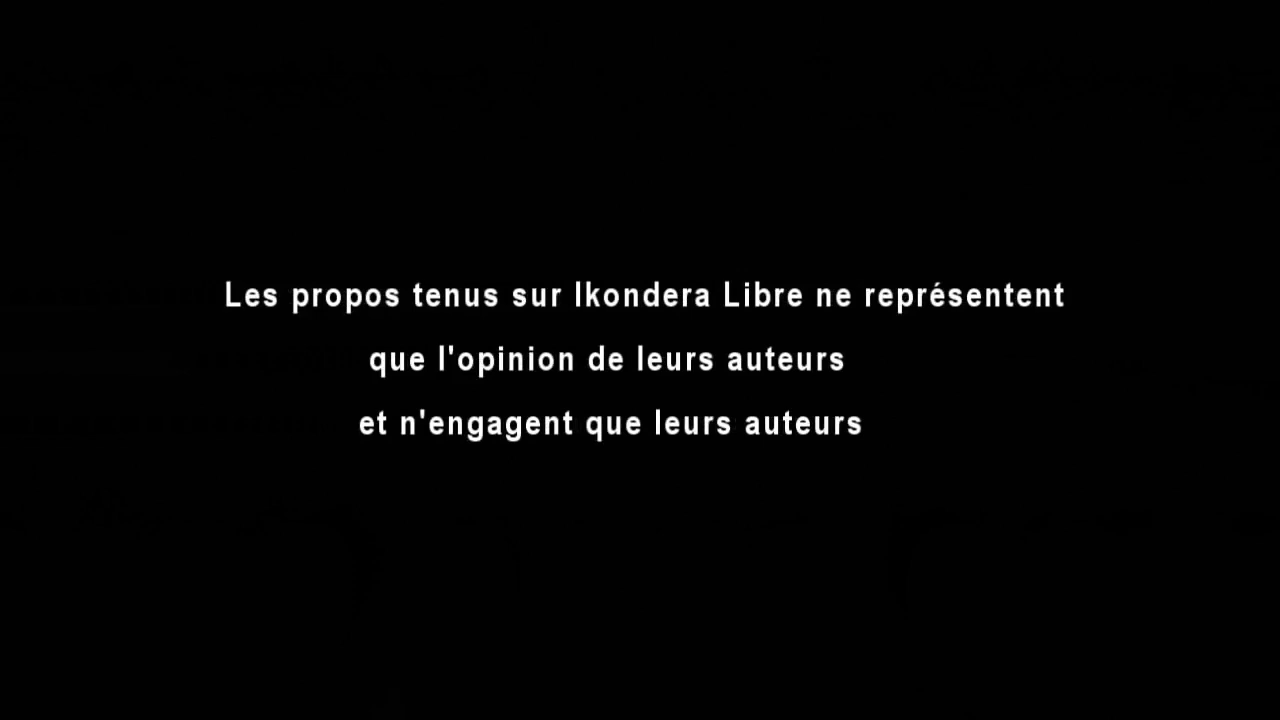 Les propos tenus sur Ikondera Libre ne représentent
que l'opinion de leurs auteurs
et n'engagent que leurs auteurs